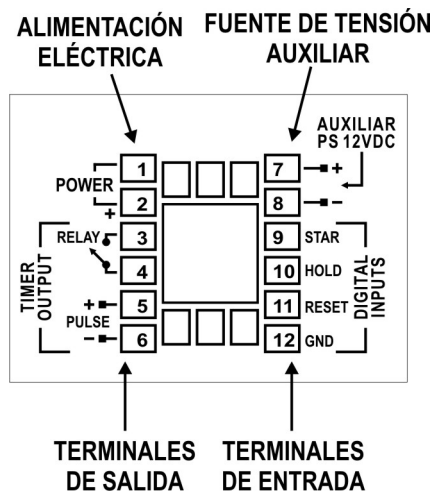 ALIMENTACIÓN
ELÉCTRICA
FUENTE DE TENSIÓN
AUXILIAR
AUXILIAR
PS 12VDC
POWER
1
2
+
RELAY
3
4
TIMER
OUTPUT
+
PULSE
-
5
6
7
+
8
-
9 STAR
10 HOLD
11 RESET
12 GND
DIGITAL
INPUTS
TERMINALES
DE SALIDA
TERMINALES
DE ENTRADA